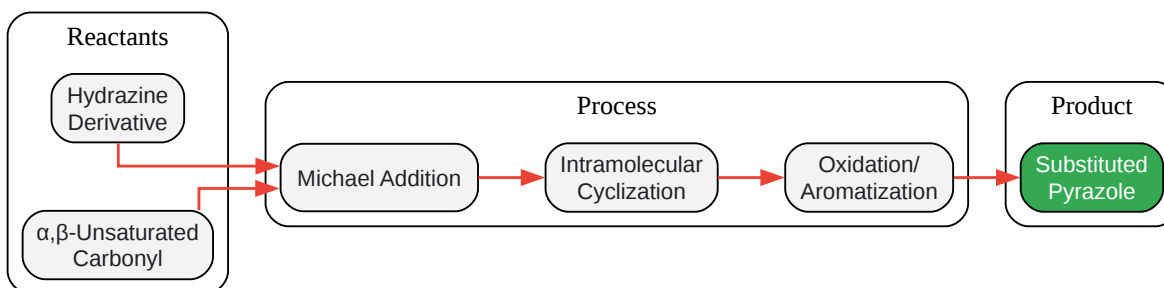 Reactants
Hydrazine
Derivative
α,β-Unsaturated
Carbonyl
Process
Michael Addition
Intramolecular
Cyclization
Oxidation/
Aromatization
Product
Substituted
Pyrazole